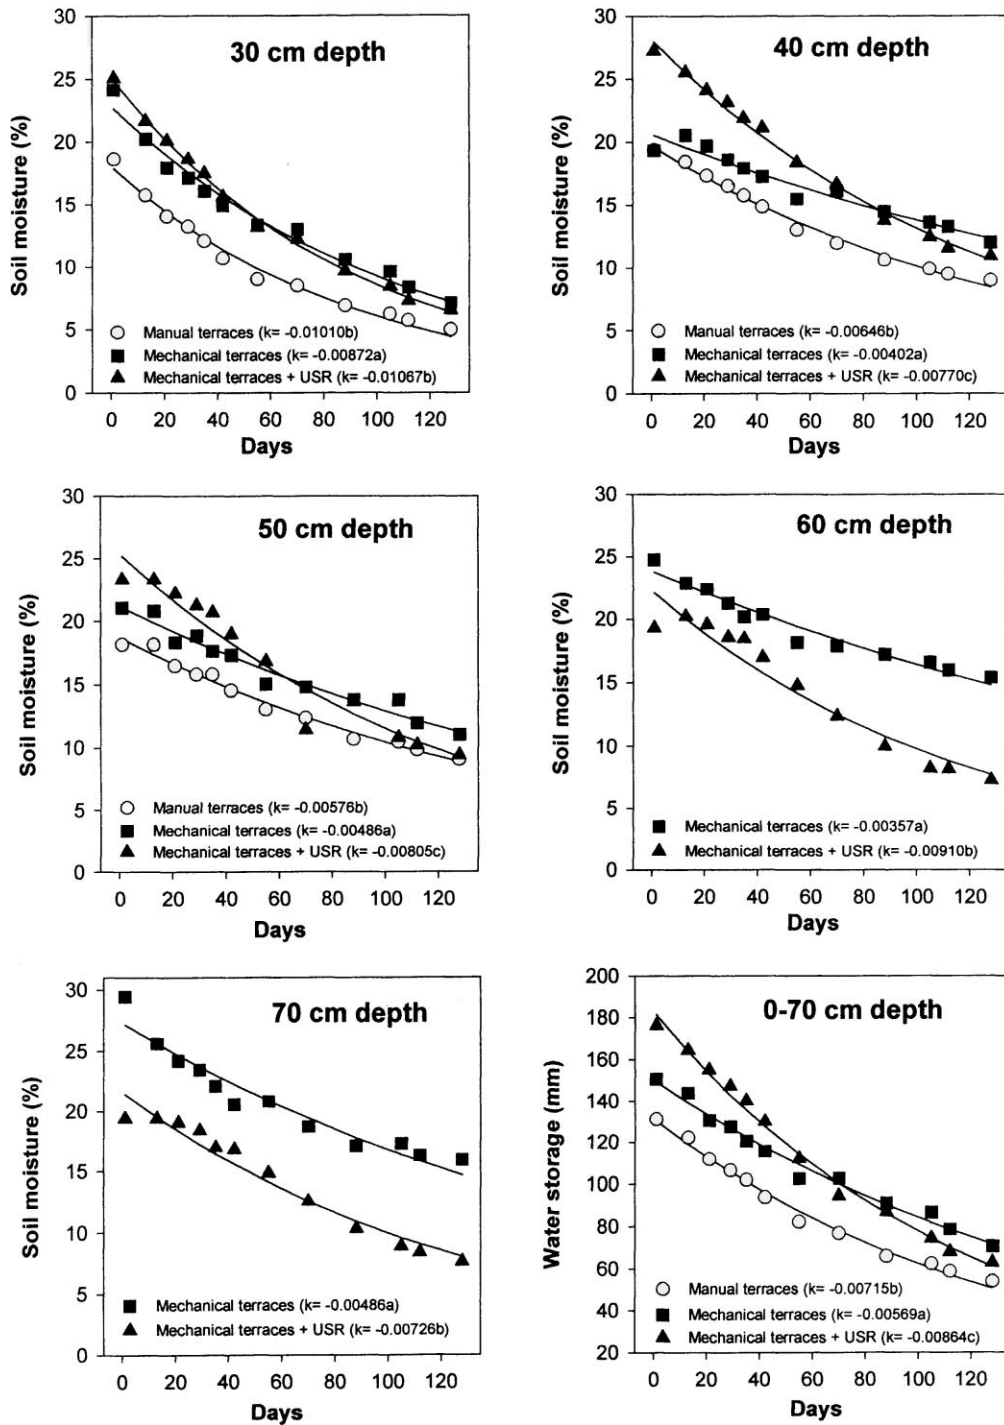 30 cm depth
Soil moisture (%)
30
25
20
15
10
5
0
Manual terraces (k= -0.01010b)
Mechanical terraces (k= -0.00872a)
Mechanical terraces + USR (k= -0.01067b)
0 20 40 60 80 100 120
Days
40 cm depth
Soil moisture (%)
30
25
20
15
10
5
0
Manual terraces (k= -0.00646b)
Mechanical terraces (k= -0.00402a)
Mechanical terraces + USR (k= -0.00770c)
0 20 40 60 80 100 120
Days
50 cm depth
Soil moisture (%)
30
25
20
15
10
5
0
Manual terraces (k= -0.00576b)
Mechanical terraces (k= -0.00486a)
Mechanical terraces + USR (k= -0.00805c)
0 20 40 60 80 100 120
Days
60 cm depth
Soil moisture (%)
30
25
20
15
10
5
0
Mechanical terraces (k= -0.00357a)
Mechanical terraces + USR (k= -0.00910b)
0 20 40 60 80 100 120
Days
70 cm depth
Soil moisture (%)
30
25
20
15
10
5
0
Mechanical terraces (k= -0.00486a)
Mechanical terraces + USR (k= -0.00726b)
0 20 40 60 80 100 120
Days
0-70 cm depth
Water storage (mm)
200
180
160
140
120
100
80
60
40
20
Manual terraces (k= -0.00715b)
Mechanical terraces (k= -0.00569a)
Mechanical terraces + USR (k= -0.00864c)
0 20 40 60 80 100 120
Days